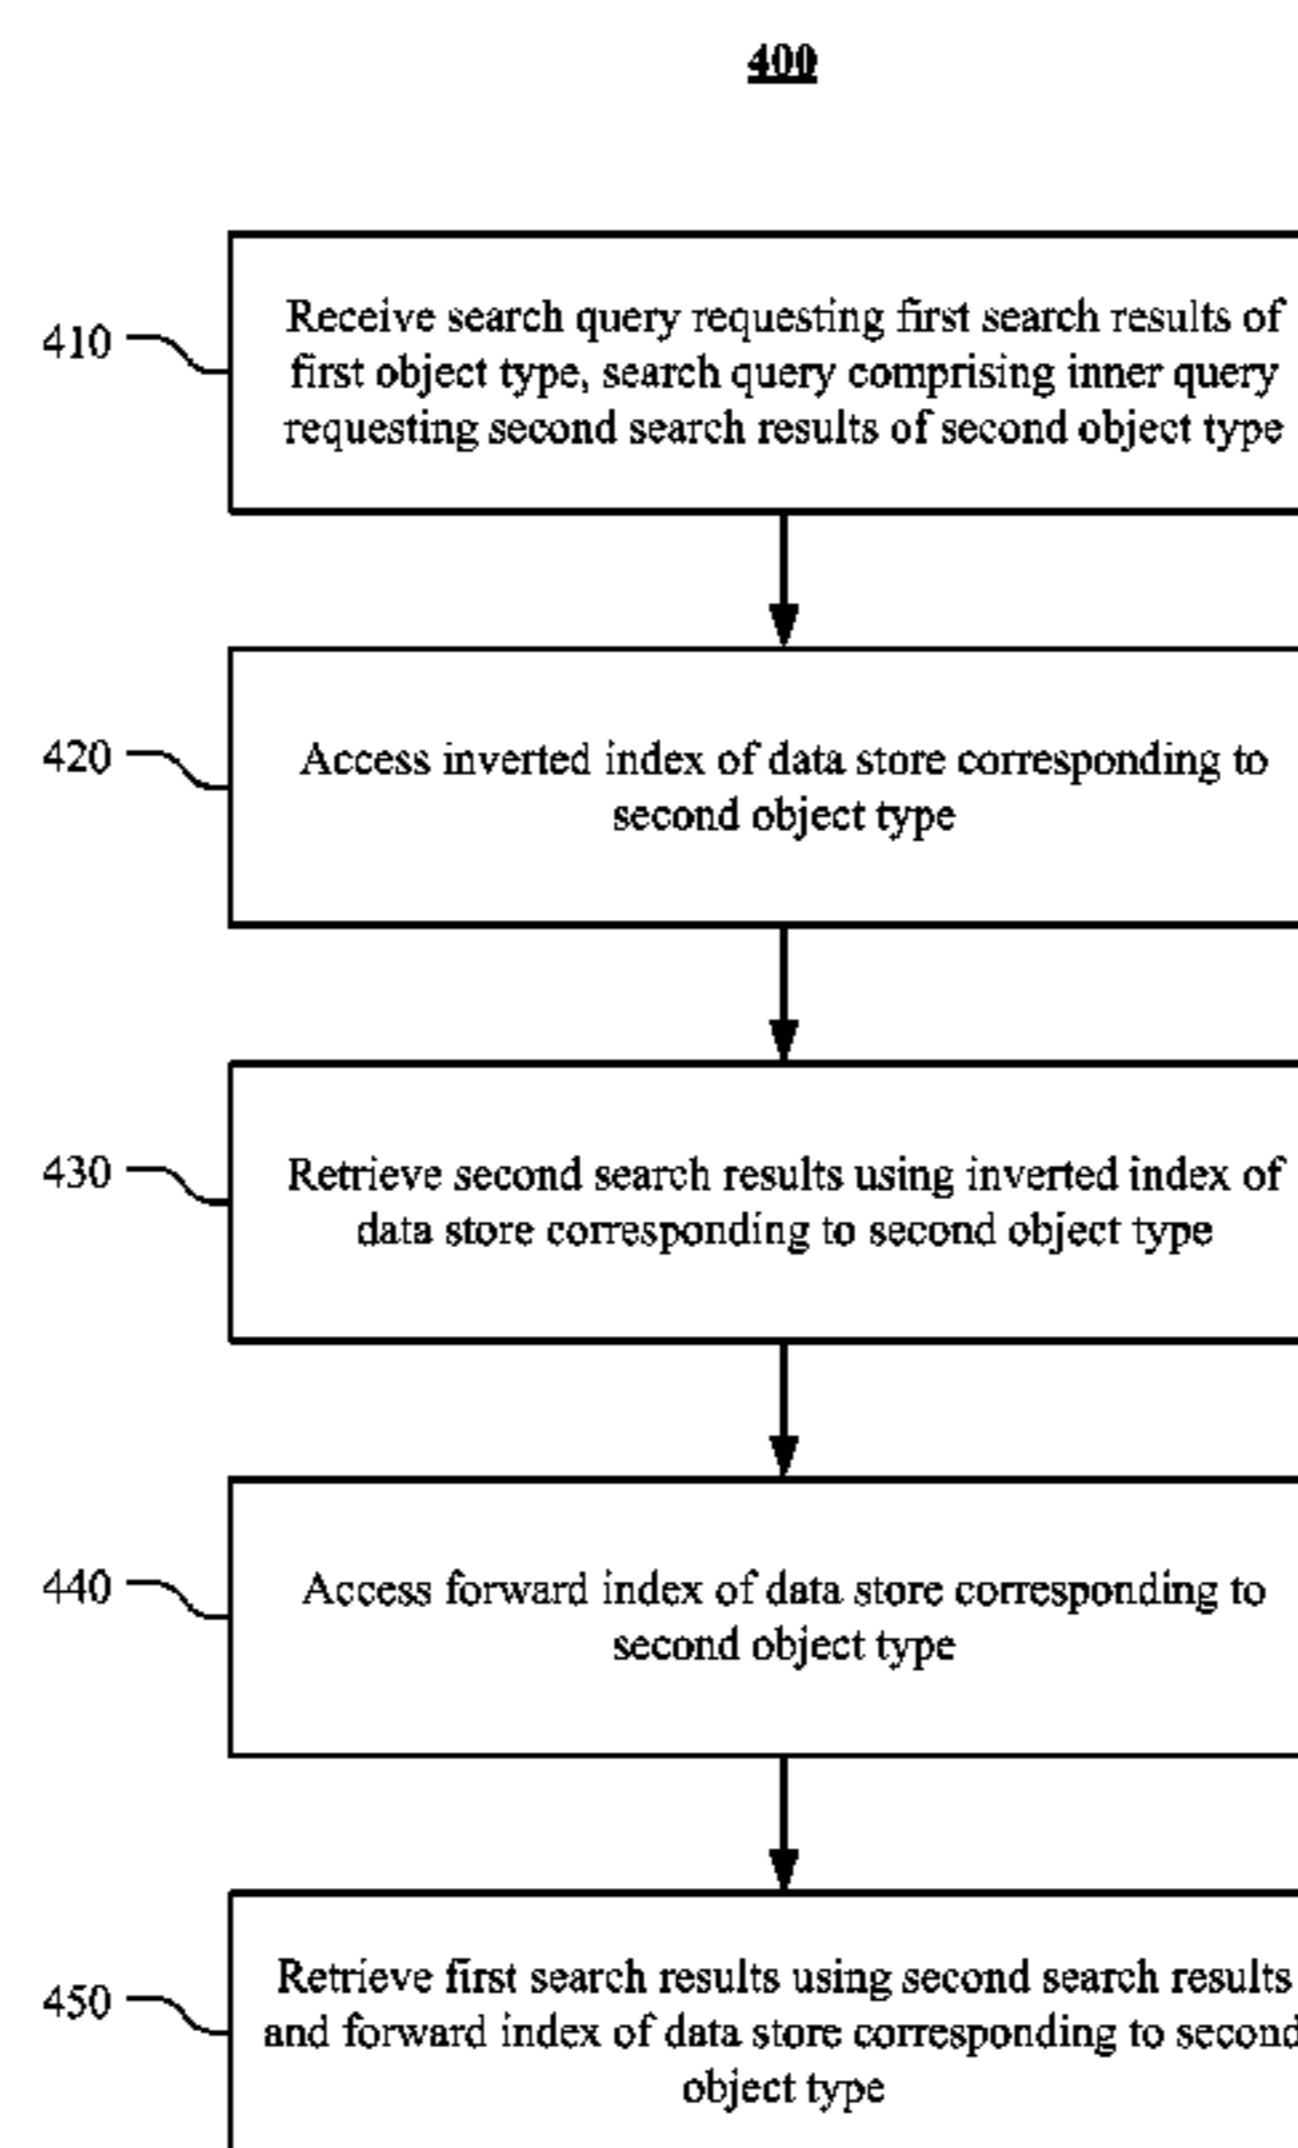 400
410
Receive search query requesting first search results of
first object type, search query comprising inner query
requesting second search results of second object type
420
Access inverted index of data store corresponding to
second object type
430
Retrieve second search results using inverted index of
data store corresponding to second object type
440
Access forward index of data store corresponding to
second object type
450
Retrieve first search results using second search results
and forward index of data store corresponding to second
object type